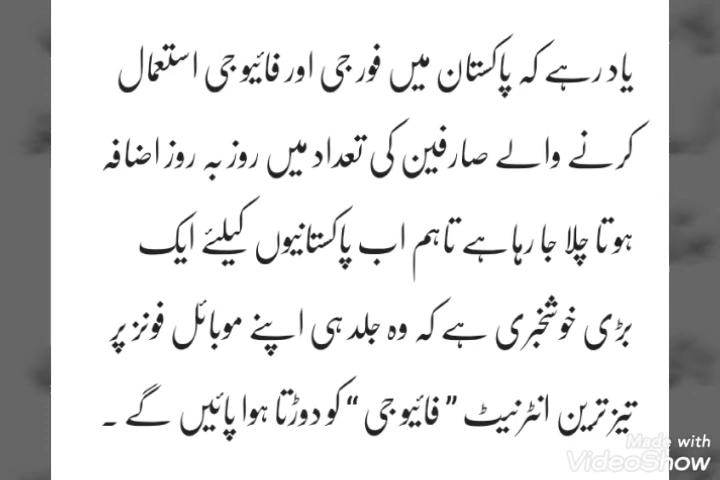 یاد رہے کہ پاکستان میں فور جی اور فائیو جی استعمال
کرنے والے صارفین کی تعداد میں روز بہ روز اضافہ
ہوتا چلا جا رہا ہے تاہم اب پاکستانیوں کیلئے ایک
بڑی خوشخبری ہے کہ وہ جلد ہی اپنے موبائل فونز پر
تیز ترین انٹرنیٹ ” فائیو جی “ کو دوڑتا ہوا پائیں گے ۔
Made with
VideoShow